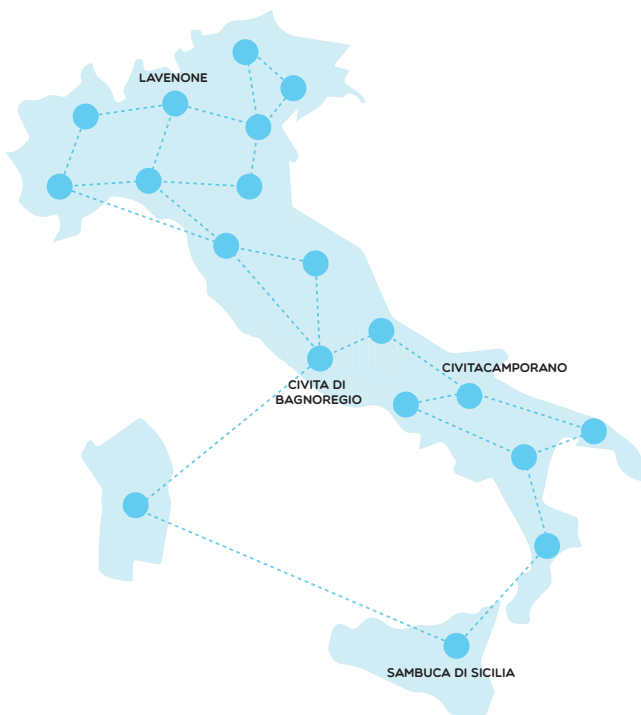 LAVENONE
CIVITACAMPORANO
CIVITA DI
BAGNOREGIO
SAMBUCA DI SICILIA